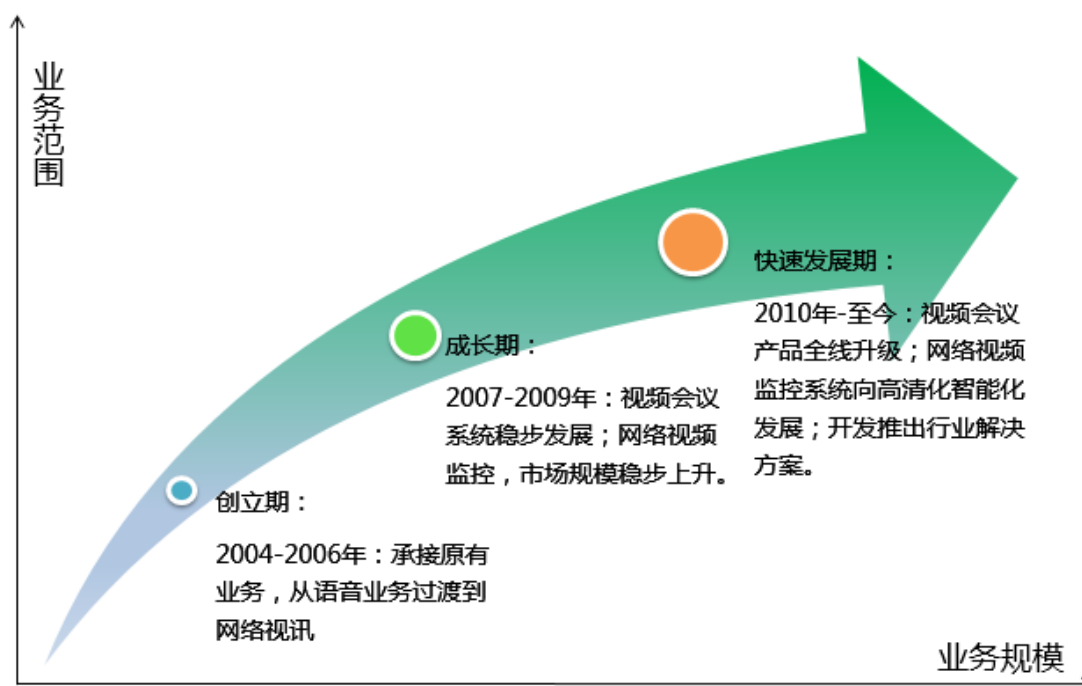 业务范围
快速发展期：
2010年-至今：视频会议
产品全线升级；网络视频
监控系统向高清化智能化
发展；开发推出行业解决
方案。
成长期：
2007-2009年：视频会议
系统稳步发展；网络视频
监控，市场规模稳步上升。
创立期：
2004-2006年：承接原有
业务，从语音业务过渡到
网络视讯
业务规模